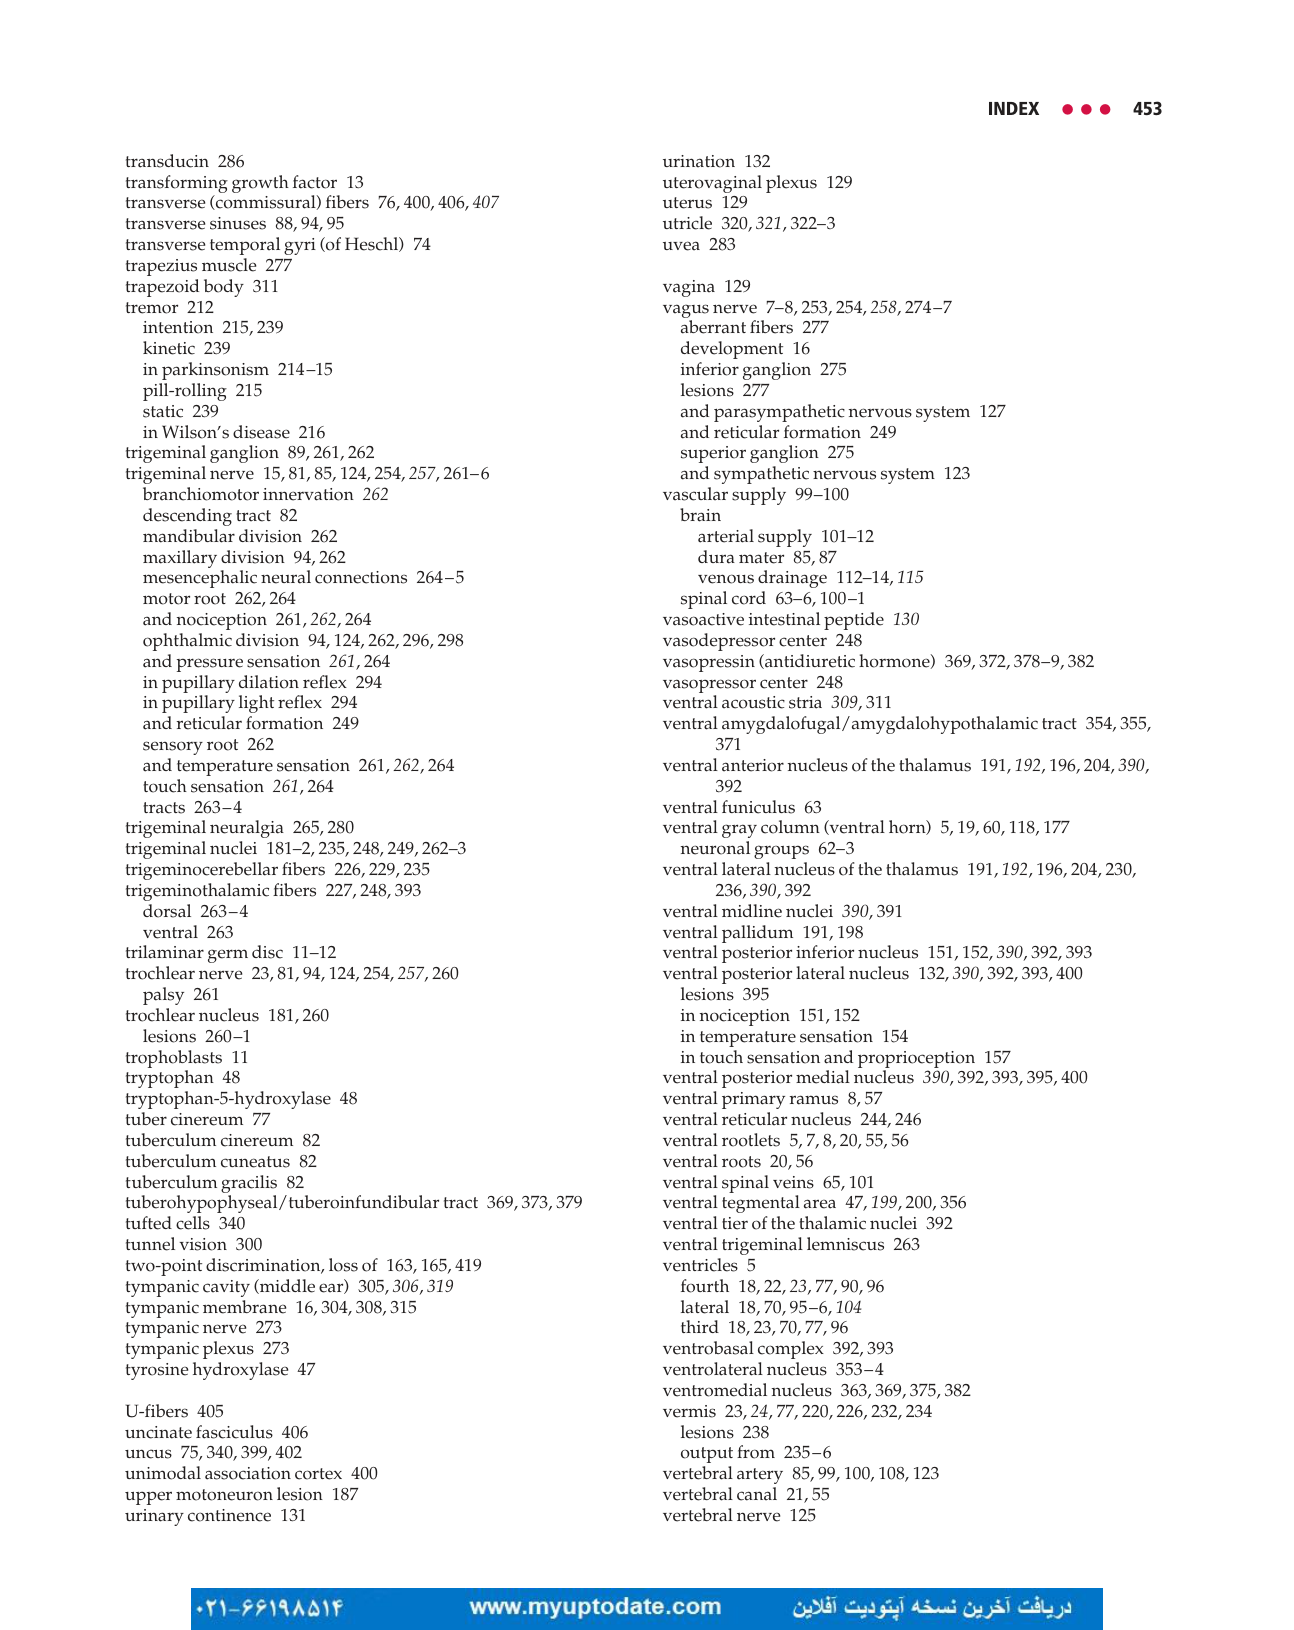 INDEX ● ● ● 453
transducin 286
transforming growth factor 13
transverse (commissural) fibers 76, 400, 406, 407
transverse sinuses 88, 94, 95
transverse temporal gyri (of Heschl) 74
trapezius muscle 277
trapezoid body 311
tremor 212
intention 215, 239
kinetic 239
in parkinsonism 214–15
pill-rolling 215
static 239
in Wilson’s disease 216
trigeminal ganglion 89, 261, 262
trigeminal nerve 15, 81, 85, 124, 254, 257, 261–6
branchiomotor innervation 262
descending tract 82
mandibular division 262
maxillary division 94, 262
mesencephalic neural connections 264–5
motor root 262, 264
and nociception 261, 262, 264
ophthalmic division 94, 124, 262, 296, 298
and pressure sensation 261, 264
in pupillary dilation reflex 294
in pupillary light reflex 294
and reticular formation 249
sensory root 262
and temperature sensation 261, 262, 264
touch sensation 261, 264
tracts 263–4
trigeminal neuralgia 265, 280
trigeminal nuclei 181–2, 235, 248, 249, 262–3
trigeminocerebellar fibers 226, 229, 235
trigeminothalamic fibers 227, 248, 393
dorsal 263–4
ventral 263
trilaminar germ disc 11–12
trochlear nerve 23, 81, 94, 124, 254, 257, 260
palsy 261
trochlear nucleus 181, 260
lesions 260–1
trophoblasts 11
tryptophan 48
tryptophan-5-hydroxylase 48
tuber cinereum 77
tuberculum cinereum 82
tuberculum cuneatus 82
tuberculum gracilis 82
tuberohypophyseal/tuberoinfundibular tract 369, 373, 379
tufted cells 340
tunnel vision 300
two-point discrimination, loss of 163, 165, 419
tympanic cavity (middle ear) 305, 306, 319
tympanic membrane 16, 304, 308, 315
tympanic nerve 273
tympanic plexus 273
tyrosine hydroxylase 47
U-fibers 405
uncinate fasciculus 406
uncus 75, 340, 399, 402
unimodal association cortex 400
upper motoneuron lesion 187
urinary continence 131
urination 132
uterovaginal plexus 129
uterus 129
utricle 320, 321, 322–3
uvea 283
vagina 129
vagus nerve 7–8, 253, 254, 258, 274–7
aberrant fibers 277
development 16
inferior ganglion 275
lesions 277
and parasympathetic nervous system 127
and reticular formation 249
superior ganglion 275
and sympathetic nervous system 123
vascular supply 99–100
brain
arterial supply 101–12
dura mater 85, 87
venous drainage 112–14, 115
spinal cord 63–6, 100–1
vasoactive intestinal peptide 130
vasodepressor center 248
vasopressin (antidiuretic hormone) 369, 372, 378–9, 382
vasopressor center 248
ventral acoustic stria 309, 311
ventral amygdalofugal/amygdalohypothalamic tract 354, 355,
371
ventral anterior nucleus of the thalamus 191, 192, 196, 204, 390,
392
ventral funiculus 63
ventral gray column (ventral horn) 5, 19, 60, 118, 177
neuronal groups 62–3
ventral lateral nucleus of the thalamus 191, 192, 196, 204, 230,
236, 390, 392
ventral midline nuclei 390, 391
ventral pallidum 191, 198
ventral posterior inferior nucleus 151, 152, 390, 392, 393
ventral posterior lateral nucleus 132, 390, 392, 393, 400
lesions 395
in nociception 151, 152
in temperature sensation 154
in touch sensation and proprioception 157
ventral posterior medial nucleus 390, 392, 393, 395, 400
ventral primary ramus 8, 57
ventral reticular nucleus 244, 246
ventral rootlets 5, 7, 8, 20, 55, 56
ventral roots 20, 56
ventral spinal veins 65, 101
ventral tegmental area 47, 199, 200, 356
ventral tier of the thalamic nuclei 392
ventral trigeminal lemniscus 263
ventricles 5
fourth 18, 22, 23, 77, 90, 96
lateral 18, 70, 95–6, 104
third 18, 23, 70, 77, 96
ventrobasal complex 392, 393
ventrolateral nucleus 353–4
ventromedial nucleus 363, 369, 375, 382
vermis 23, 24, 77, 220, 226, 232, 234
lesions 238
output from 235–6
vertebral artery 85, 99, 100, 108, 123
vertebral canal 21, 55
vertebral nerve 125
۰۲۱-۶۶۱۹۸۵۱۴ www.myuptodate.com دریافت آخرین نسخه آپتودیت آفلاین